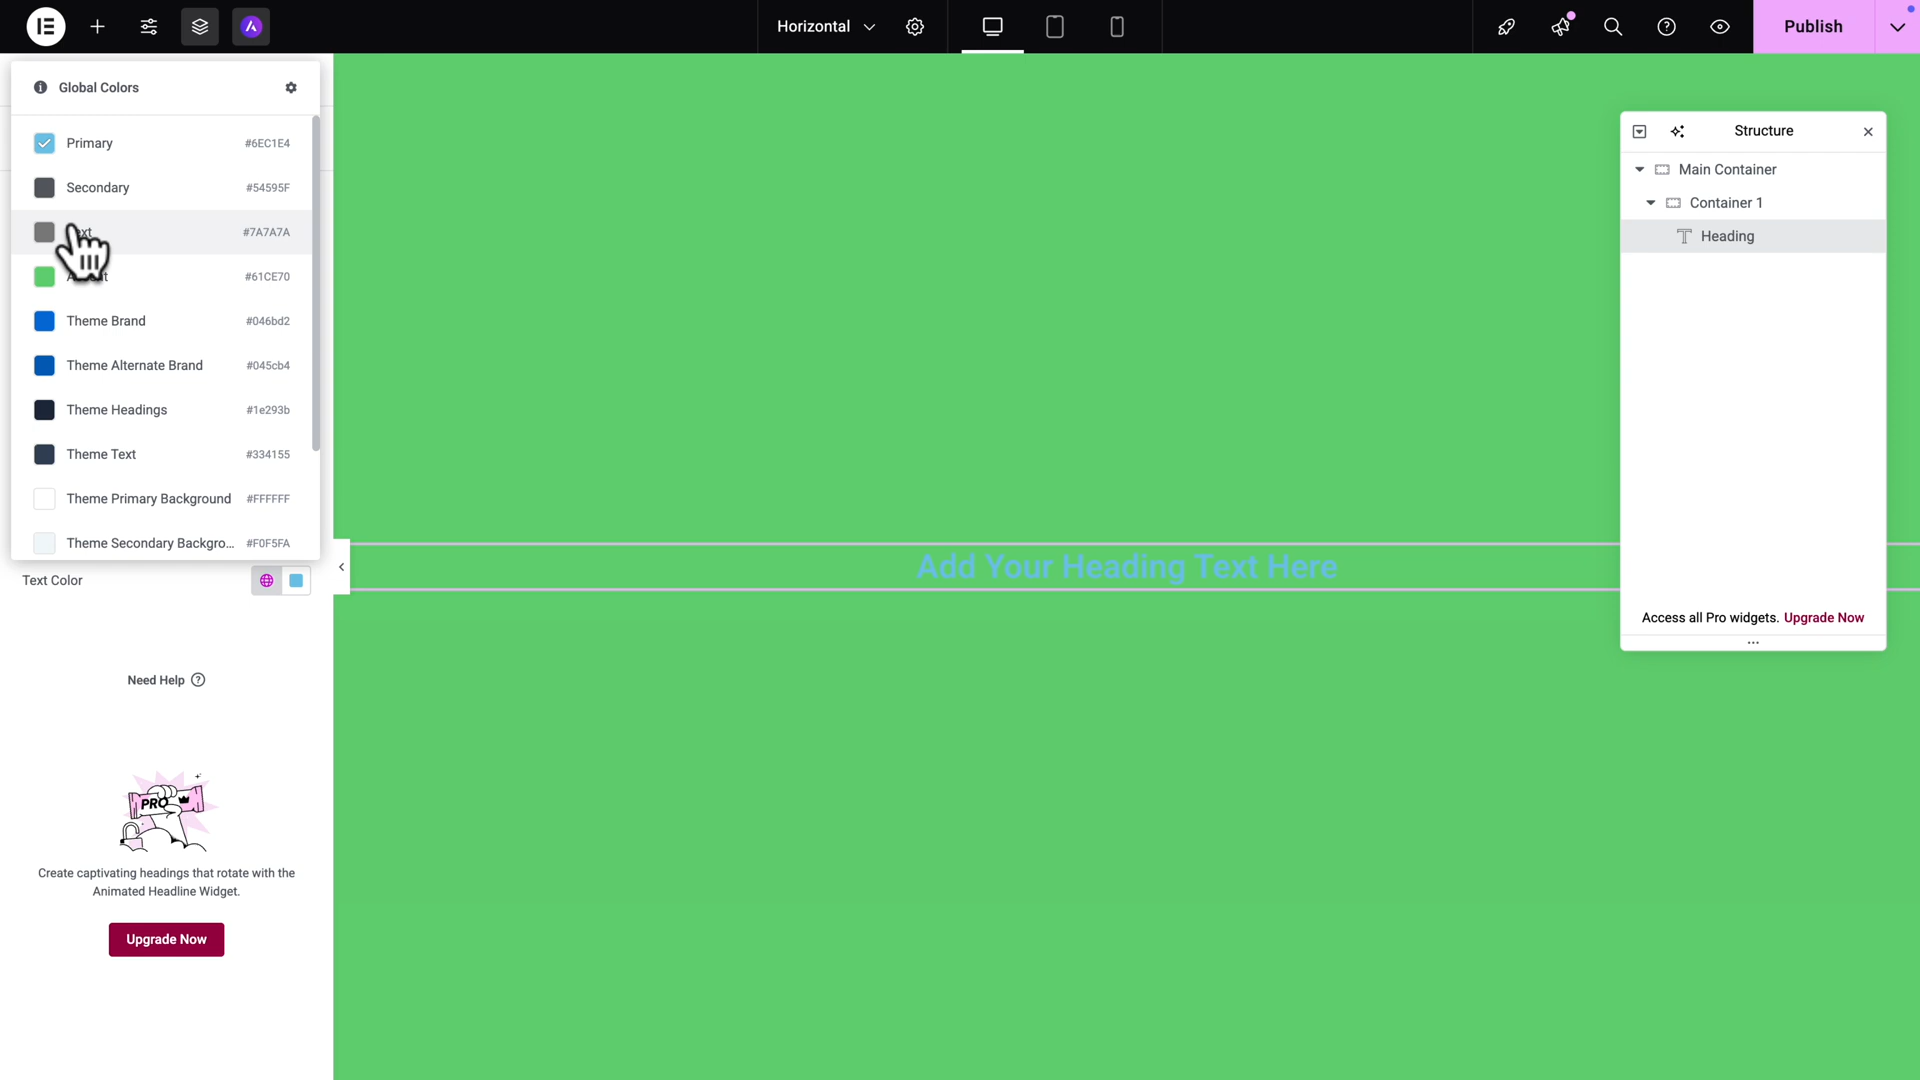 Horizontal
Publish
Global Colors
Primary #6EC1E4
Secondary #54595F
#7A7A7A
#61CE70
Theme Brand #046bd2
Theme Alternate Brand #045cb4
Theme Headings #1e293b
Theme Text #334155
Theme Primary Background #FFFFFF
Theme Secondary Backgro... #F0F5FA
Text Color
Need Help
PRO
Create captivating headings that rotate with the
Animated Headline Widget.
Upgrade Now
Add Your Heading Text Here
Structure
Main Container
Container 1
Heading
Access all Pro widgets. Upgrade Now